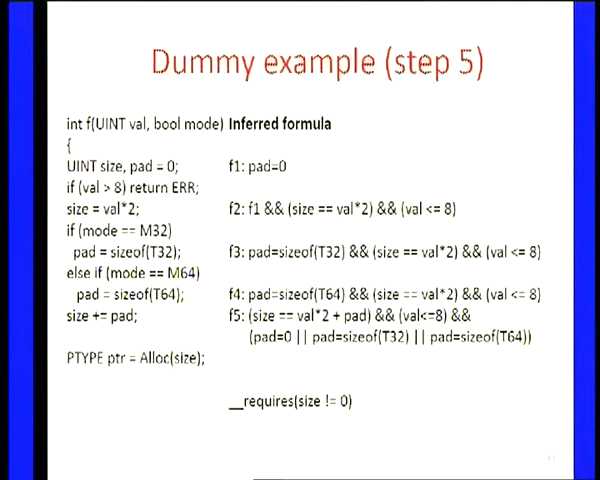 Dummy example (step 5)
int f(UINT val, bool mode) Inferred formula
{
UINT size, pad = 0; f1: pad=0
if (val > 8) return ERR;
size = val*2; f2: f1 && (size == val*2) && (val <= 8)
if (mode == M32)
pad = sizeof(T32); f3: pad=sizeof(T32) && (size == val*2) && (val <= 8)
else if (mode == M64)
pad = sizeof(T64); f4: pad=sizeof(T64) && (size == val*2) && (val <= 8)
size += pad; f5: (size == val*2 + pad) && (val<=8) &&
(pad=0 || pad=sizeof(T32) || pad=sizeof(T64))
PTYPE ptr = Alloc(size);
__requires(size != 0)